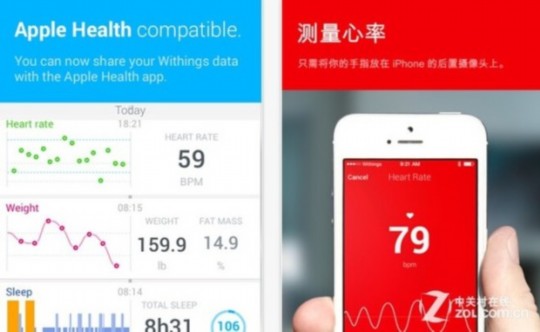 Apple Health compatible.
You can now share your Withings data
with the Apple Health app.
Today
Heart rate
18:21
HEART RATE
59
BPM
Weight
08:15
WEIGHT
FAT MASS
159.9
14.9
lb
%
Sleep
08:14
TOTAL SLEEP
8h31
106
测量心率
只需将你的手指放在 iPhone 的后置摄像头上。
Withings
Cancel
Heart Rate
79
bpm
中关村在线
ZOL.COM.CN